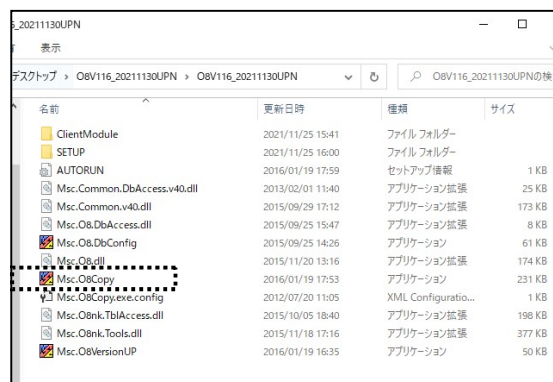 _20211130UPN
表示
デスクトップ › O8V116_20211130UPN › O8V116_20211130UPN
O8V116_20211130UPNの検
名前 更新日時 種類 サイズ
ClientModule 2021/11/25 15:41 ファイル フォルダー
SETUP 2021/11/25 16:00 ファイル フォルダー
AUTORUN 2016/01/19 17:59 セットアップ情報 1 KB
Msc.Common.DbAccess.v40.dll 2013/02/01 11:40 アプリケーション拡張 25 KB
Msc.Common.v40.dll 2015/09/29 17:12 アプリケーション拡張 173 KB
Msc.O8.DbAccess.dll 2015/09/25 15:47 アプリケーション拡張 8 KB
Msc.O8.DbConfig 2015/09/25 14:26 アプリケーション 61 KB
Msc.O8.dll 2015/11/20 13:16 アプリケーション拡張 174 KB
Msc.O8Copy 2016/01/19 17:53 アプリケーション 231 KB
Msc.O8Copy.exe.config 2012/07/20 11:05 XML Configuratio... 1 KB
Msc.O8nk.TblAccess.dll 2015/10/05 18:40 アプリケーション拡張 198 KB
Msc.O8nk.Tools.dll 2015/11/18 17:16 アプリケーション拡張 377 KB
Msc.O8VersionUP 2016/01/19 16:35 アプリケーション 50 KB